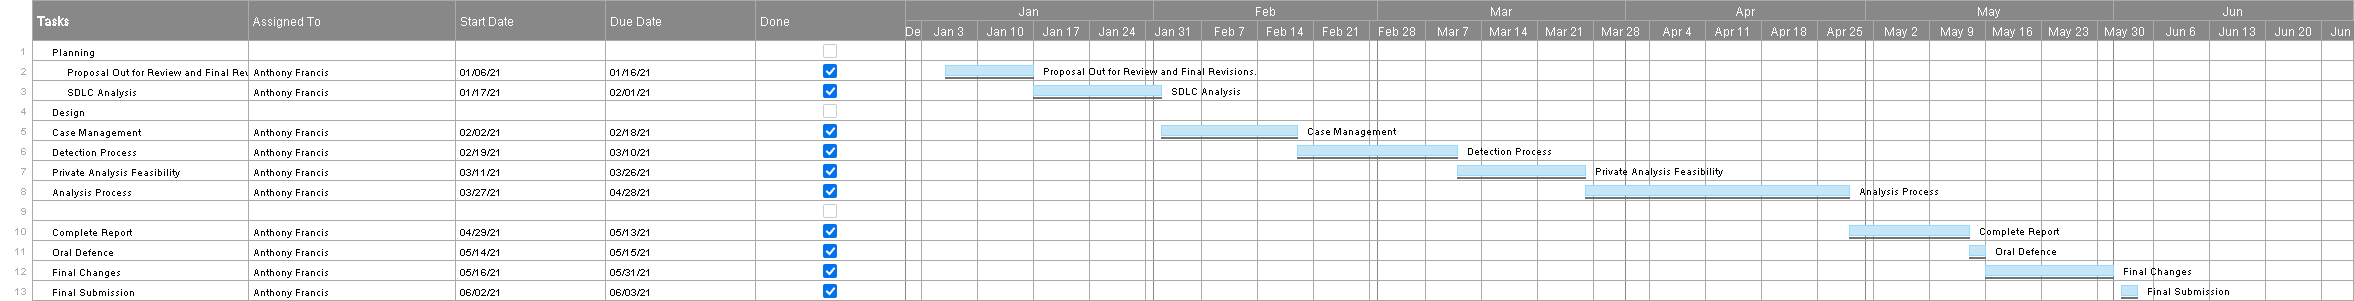 Tasks Assigned To Start Date Due Date Done Jan Feb Mar Apr May Jun
De Jan 3 Jan 10 Jan 17 Jan 24 Jan 31 Feb 7 Feb 14 Feb 21 Feb 28 Mar 7 Mar 14 Mar 21 Mar 28 Apr 4 Apr 11 Apr 18 Apr 25 May 2 May 9 May 16 May 23 May 30 Jun 6 Jun 13 Jun 20 Jun
1 Planning
2 Proposal Out for Review and Final Rev Anthony Francis 01/06/21 01/16/21 Proposal Out for Review and Final Revisions.
3 SDLC Analysis Anthony Francis 01/17/21 02/01/21 SDLC Analysis
4 Design
5 Case Management Anthony Francis 02/02/21 02/18/21 Case Management
6 Detection Process Anthony Francis 02/19/21 03/10/21 Detection Process
7 Private Analysis Feasibility Anthony Francis 03/11/21 03/26/21 Private Analysis Feasibility
8 Analysis Process Anthony Francis 03/27/21 04/28/21 Analysis Process
9
10 Complete Report Anthony Francis 04/29/21 05/13/21 Complete Report
11 Oral Defence Anthony Francis 05/14/21 05/15/21 Oral Defence
12 Final Changes Anthony Francis 05/16/21 05/31/21 Final Changes
13 Final Submission Anthony Francis 06/02/21 06/03/21 Final Submission